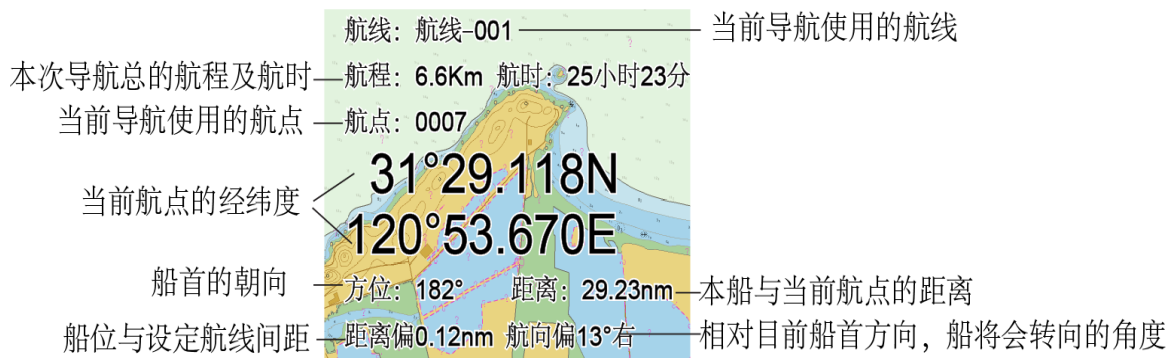 航线：航线-001 当前导航使用的航线
本次导航总的航程及航时 航程：6.6Km 航时：25小时23分
当前导航使用的航点 航点：0007
31°29.118N
当前航点的经纬度
120°53.670E
船首的朝向 方位：182° 距离：29.23nm 本船与当前航点的距离
船位与设定航线间距 距离偏0.12nm 航向偏13°右 相对目前船首方向，船将会转向的角度